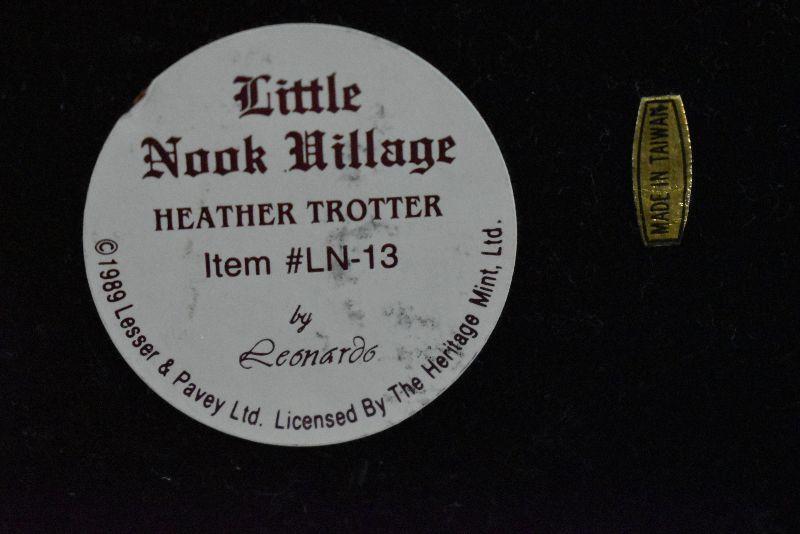 Little
Nook Village
HEATHER TROTTER
Item #LN-13
by
Leonardo
©1989 Lesser & Pavey Ltd. Licensed By The Heritage Mint, Ltd.
MADE IN TAIWAN